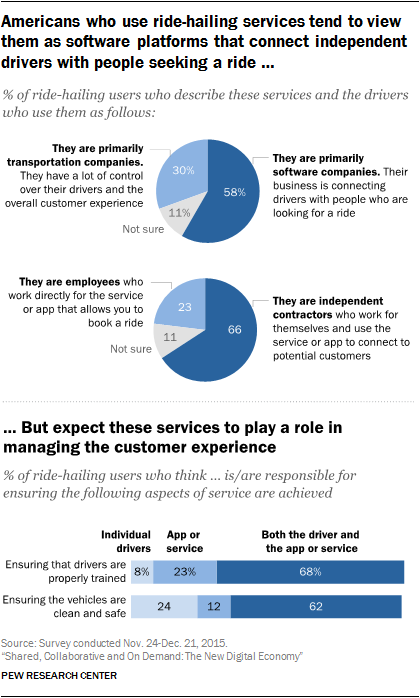 Americans who use ride-hailing services tend to view
them as software platforms that connect independent
drivers with people seeking a ride ...
% of ride-hailing users who describe these services and the drivers
who use them as follows:
They are primarily
transportation companies.
They have a lot of control
over their drivers and the
overall customer experience
30%
58%
11%
Not sure
They are primarily
software companies. Their
business is connecting
drivers with people who are
looking for a ride
They are employees who
work directly for the service
or app that allows you to
book a ride
23
66
11
Not sure
They are independent
contractors who work for
themselves and use the
service or app to connect to
potential customers
... But expect these services to play a role in
managing the customer experience
% of ride-hailing users who think ... is/are responsible for
ensuring the following aspects of service are achieved
Individual
drivers
App or
service
Both the driver and
the app or service
Ensuring that drivers are
properly trained
8%
23%
68%
Ensuring the vehicles are
clean and safe
24
12
62
Source: Survey conducted Nov. 24-Dec. 21, 2015.
"Shared, Collaborative and On Demand: The New Digital Economy"
PEW RESEARCH CENTER